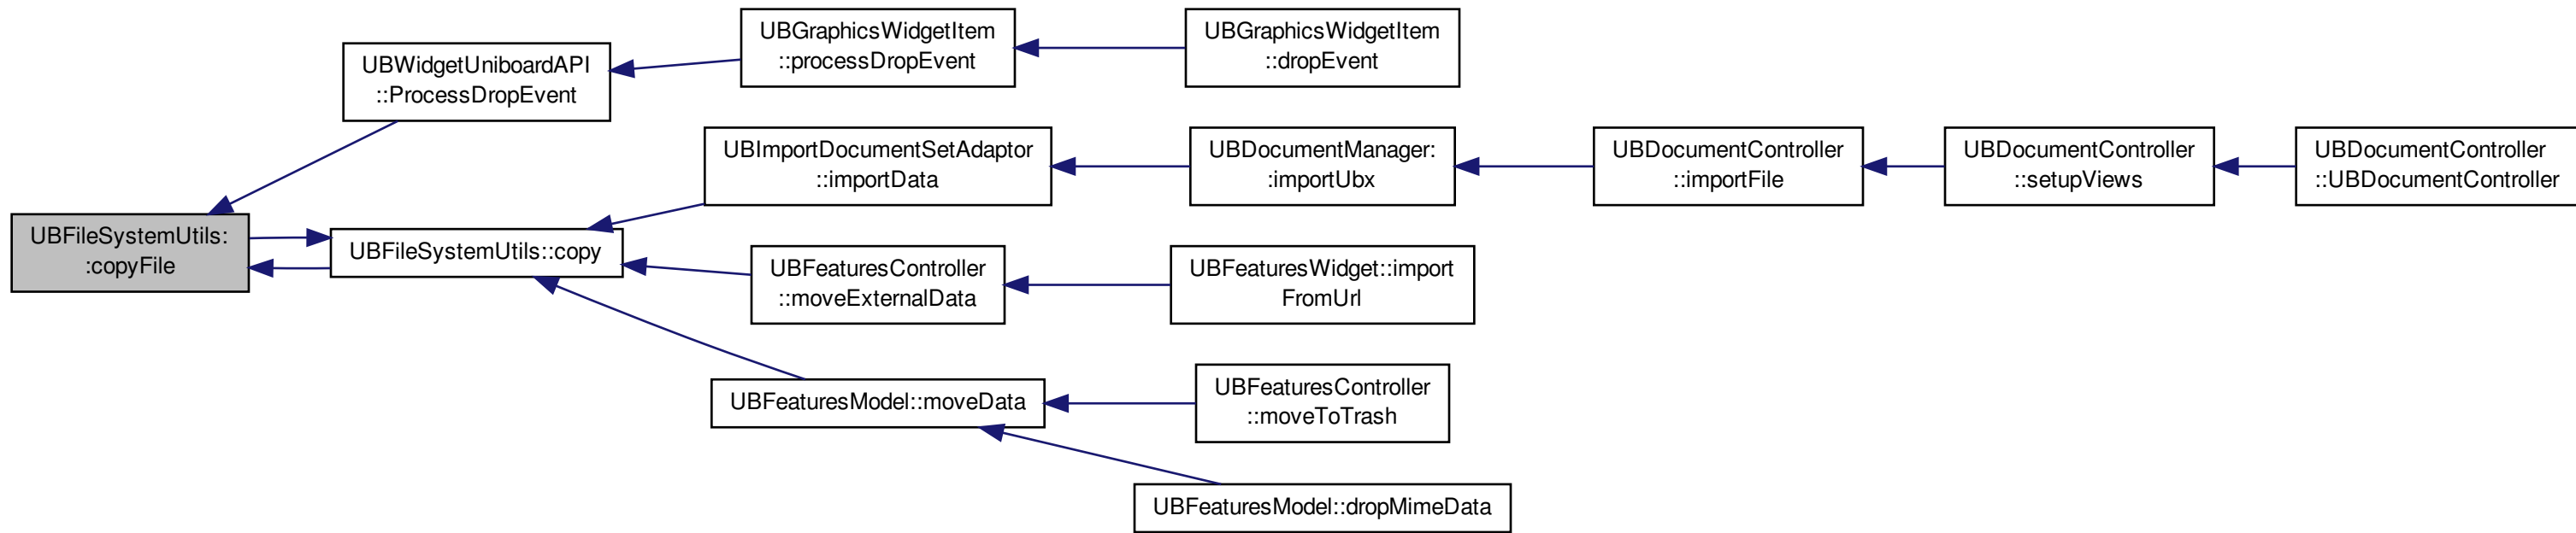 UBGraphicsWidgetItem
::processDropEvent
UBGraphicsWidgetItem
::dropEvent
UBWidgetUniboardAPI
::ProcessDropEvent
UBImportDocumentSetAdaptor
::importData
UBDocumentManager:
:importUbx
UBDocumentController
::importFile
UBDocumentController
::setupViews
UBDocumentController
::UBDocumentController
UBFileSystemUtils:
:copyFile
UBFileSystemUtils::copy
UBFeaturesController
::moveExternalData
UBFeaturesWidget::import
FromUrl
UBFeaturesModel::moveData
UBFeaturesController
::moveToTrash
UBFeaturesModel::dropMimeData